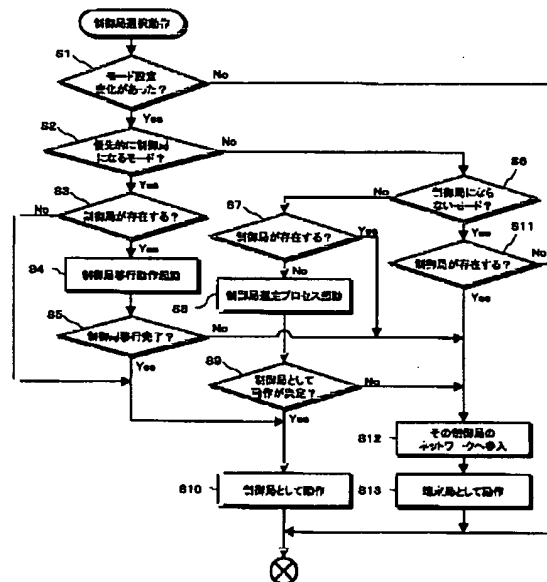 制御局選択動作
S1
モード設定
変化があった?
No
Yes
S2
優先的に制御局
になるモード?
No
Yes
S6
制御局になら
ないモード?
No
Yes
S3
制御局が存在する?
No
Yes
S7
制御局が存在する?
Yes
No
S11
制御局が存在する?
No
Yes
S4
制御局移行動作起動
S8
制御局選定プロセス起動
S5
制御局移行完了?
No
Yes
S9
制御局として
動作が決定?
No
Yes
S12
その制御局の
ネットワークへ参入
S10
制御局として動作
S13
端末局として動作